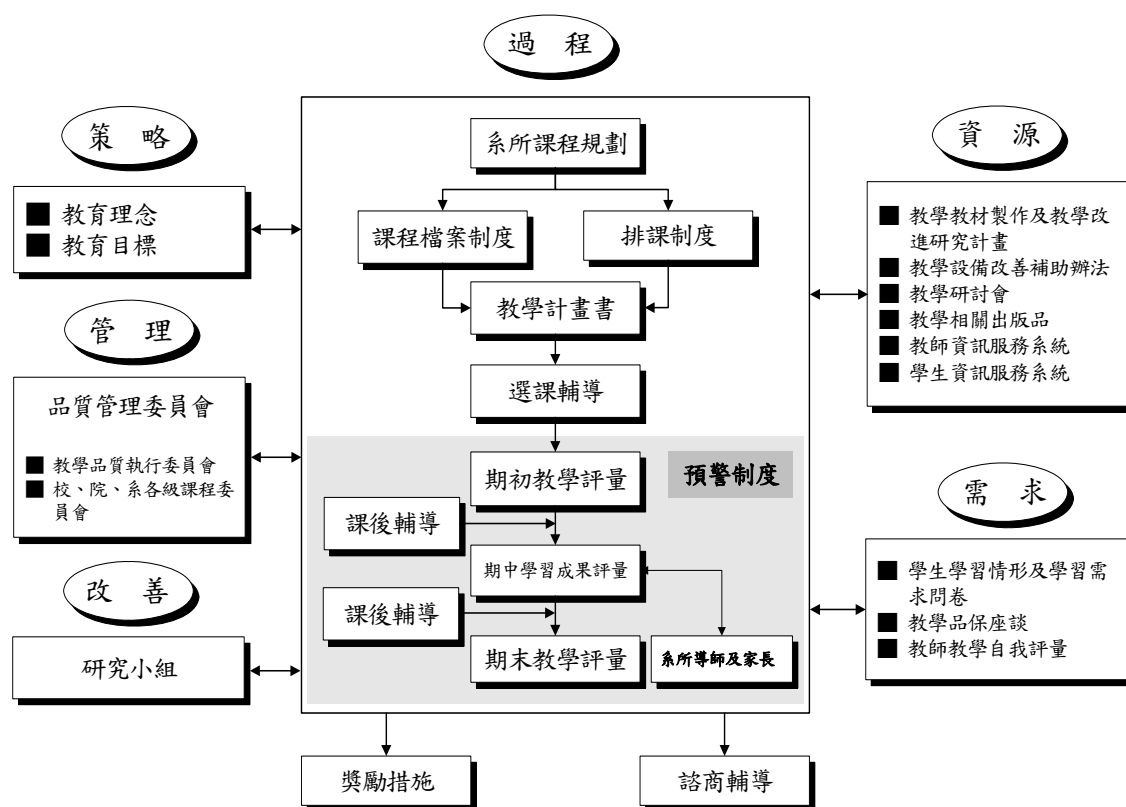 過 程
策 略
教育理念
教育目標
管 理
品質管理委員會
教學品質執行委員會
校、院、系各級課程委
員會
改 善
研究小組
系所課程規劃
課程檔案制度
排課制度
教學計畫書
選課輔導
預警制度
期初教學評量
課後輔導
期中學習成果評量
課後輔導
期末教學評量
系所導師及家長
獎勵措施
諮商輔導
資 源
教學教材製作及教學改
進研究計畫
教學設備改善補助辦法
教學研討會
教學相關出版品
教師資訊服務系統
學生資訊服務系統
需 求
學生學習情形及學習需
求問卷
教學品保座談
教師教學自我評量